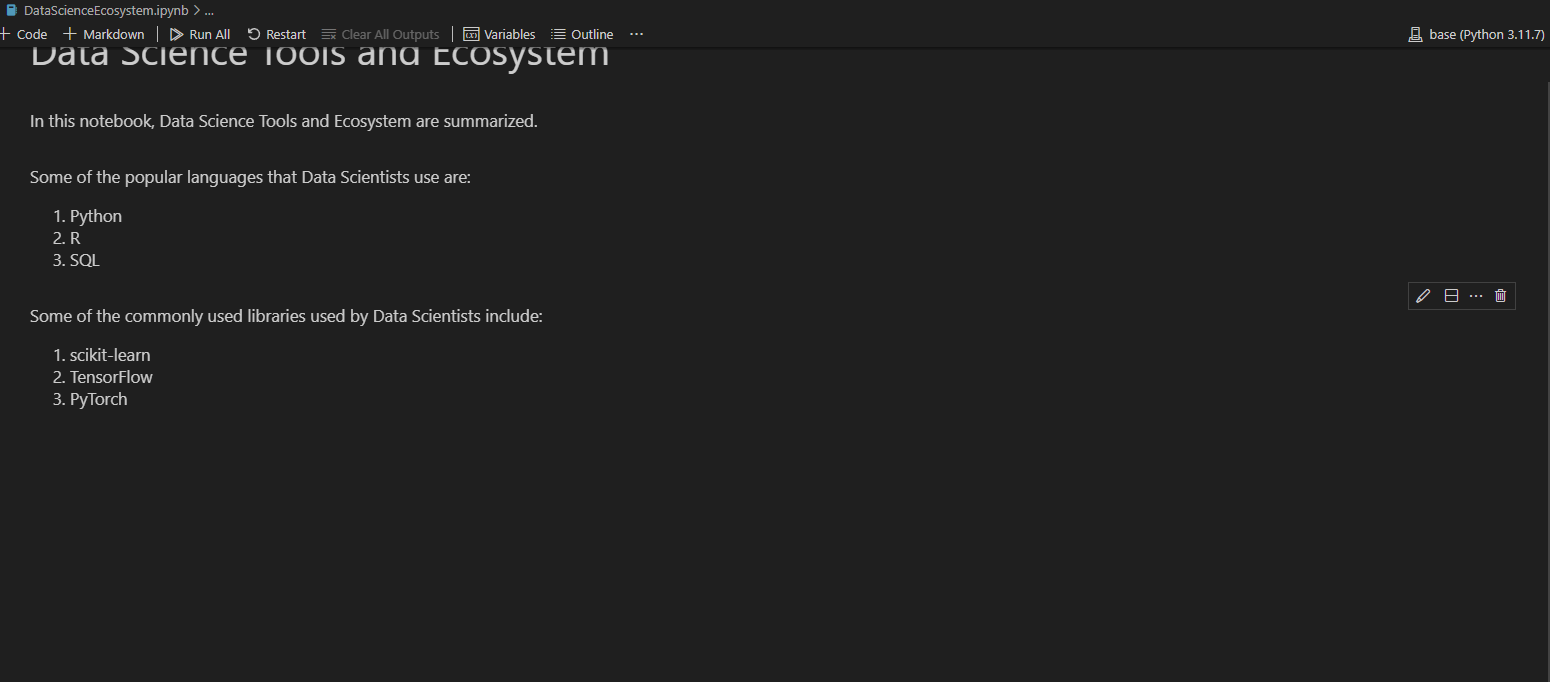 DataScienceEcosystem.ipynb > ...
+ Code + Markdown | Run All Restart Clear All Outputs | Variables Outline ... base (Python 3.11.7)
Data Science Tools and Ecosystem
In this notebook, Data Science Tools and Ecosystem are summarized.
Some of the popular languages that Data Scientists use are:
1. Python
2. R
3. SQL
Some of the commonly used libraries used by Data Scientists include:
1. scikit-learn
2. TensorFlow
3. PyTorch